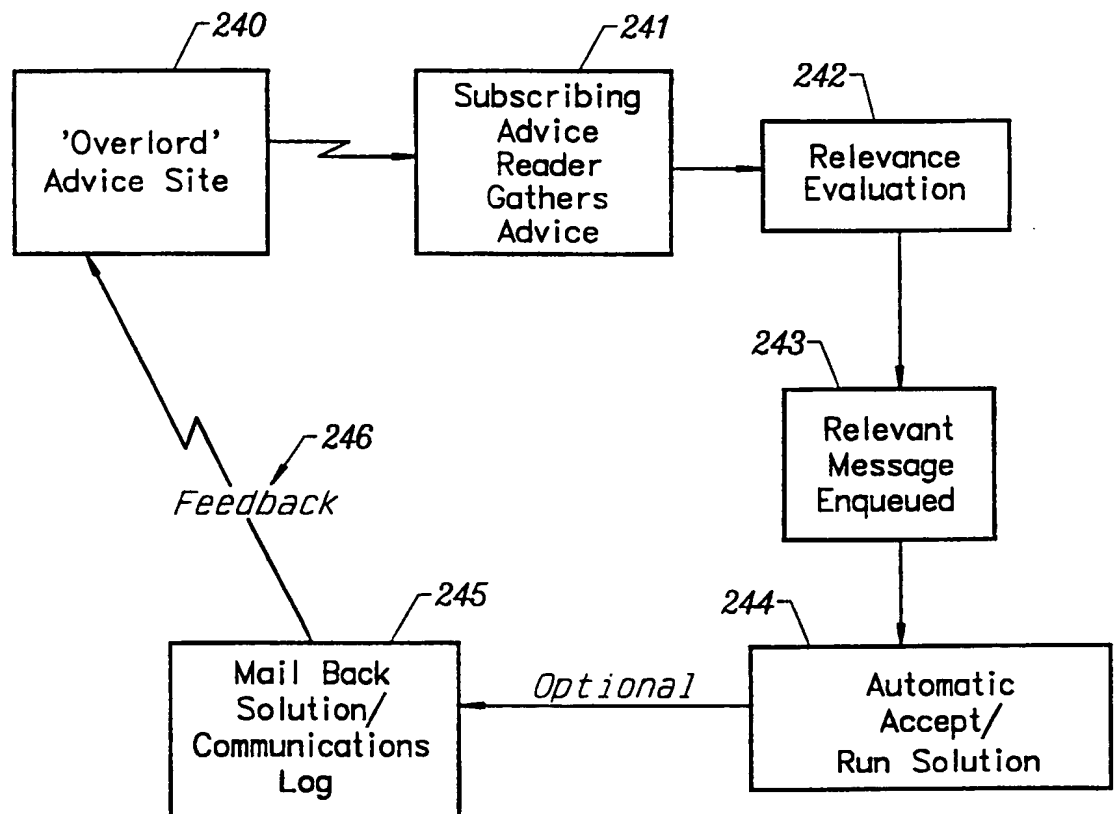 240
'Overlord'
Advice Site
241
Subscribing
Advice
Reader
Gathers
Advice
242
Relevance
Evaluation
243
Relevant
Message
Enqueued
244
Automatic
Accept/
Run Solution
Optional
245
Mail Back
Solution/
Communications
Log
246
Feedback